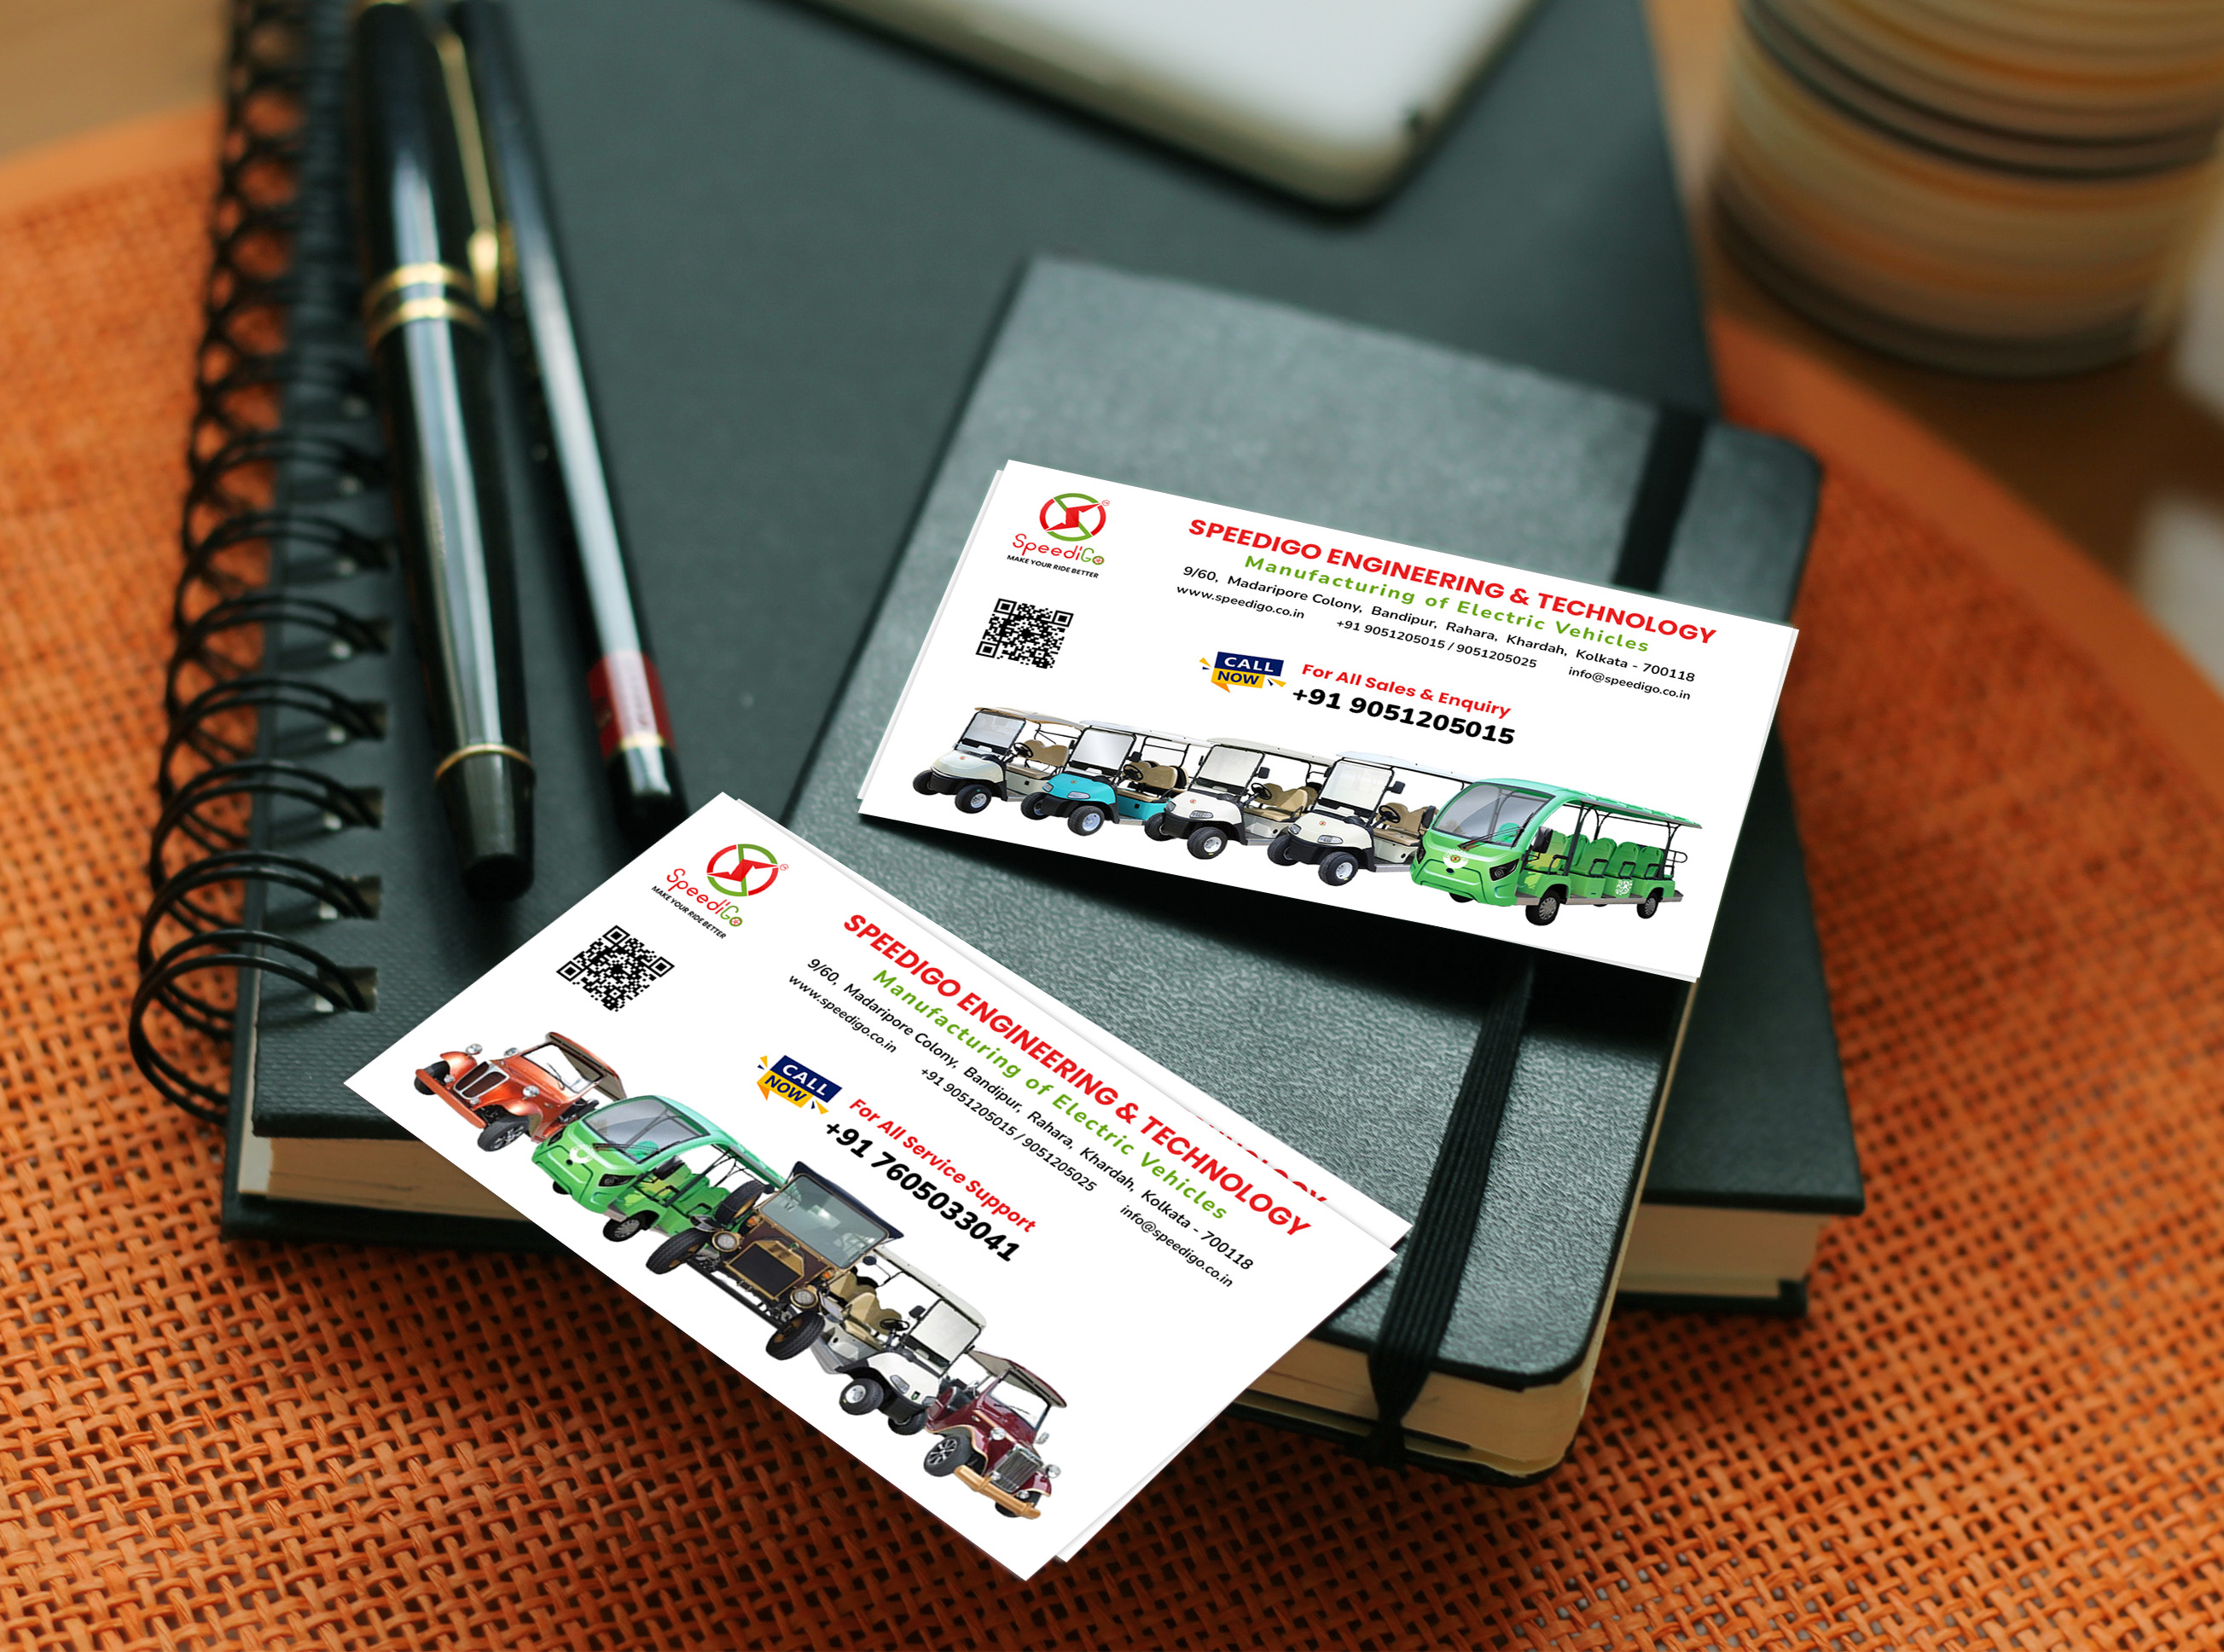 SpeediGo
MAKE YOUR RIDE BETTER
SPEEDIGO ENGINEERING & TECHNOLOGY
Manufacturing of Electric Vehicles
9/60, Madaripore Colony, Bandipur, Rahara, Khardah, Kolkata - 700118
www.speedigo.co.in +91 9051205015 / 9051205025 info@speedigo.co.in
CALL
NOW
For All Sales & Enquiry
+91 9051205015
SpeediGo
MAKE YOUR RIDE BETTER
SPEEDIGO ENGINEERING & TECHNOLOGY
Manufacturing of Electric Vehicles
9/60, Madaripore Colony, Bandipur, Rahara, Khardah, Kolkata - 700118
www.speedigo.co.in +91 9051205015 / 9051205025 info@speedigo.co.in
CALL
NOW
For All Service Support
+91 7605033041